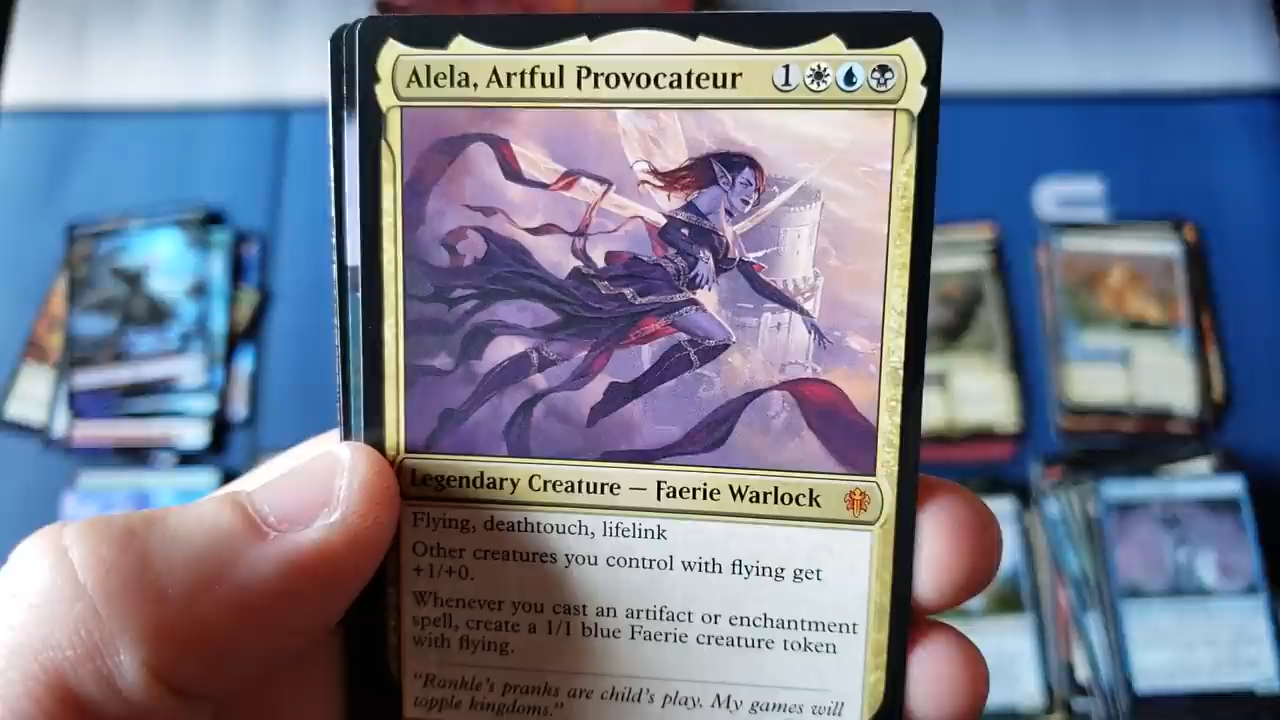 Alela, Artful Provocateur 1
Legendary Creature — Faerie Warlock
Flying, deathtouch, lifelink
Other creatures you control with flying get
+1/+0.
Whenever you cast an artifact or enchantment
spell, create a 1/1 blue Faerie creature token
with flying.
"Rankle's pranks are child's play. My games will
topple kingdoms."